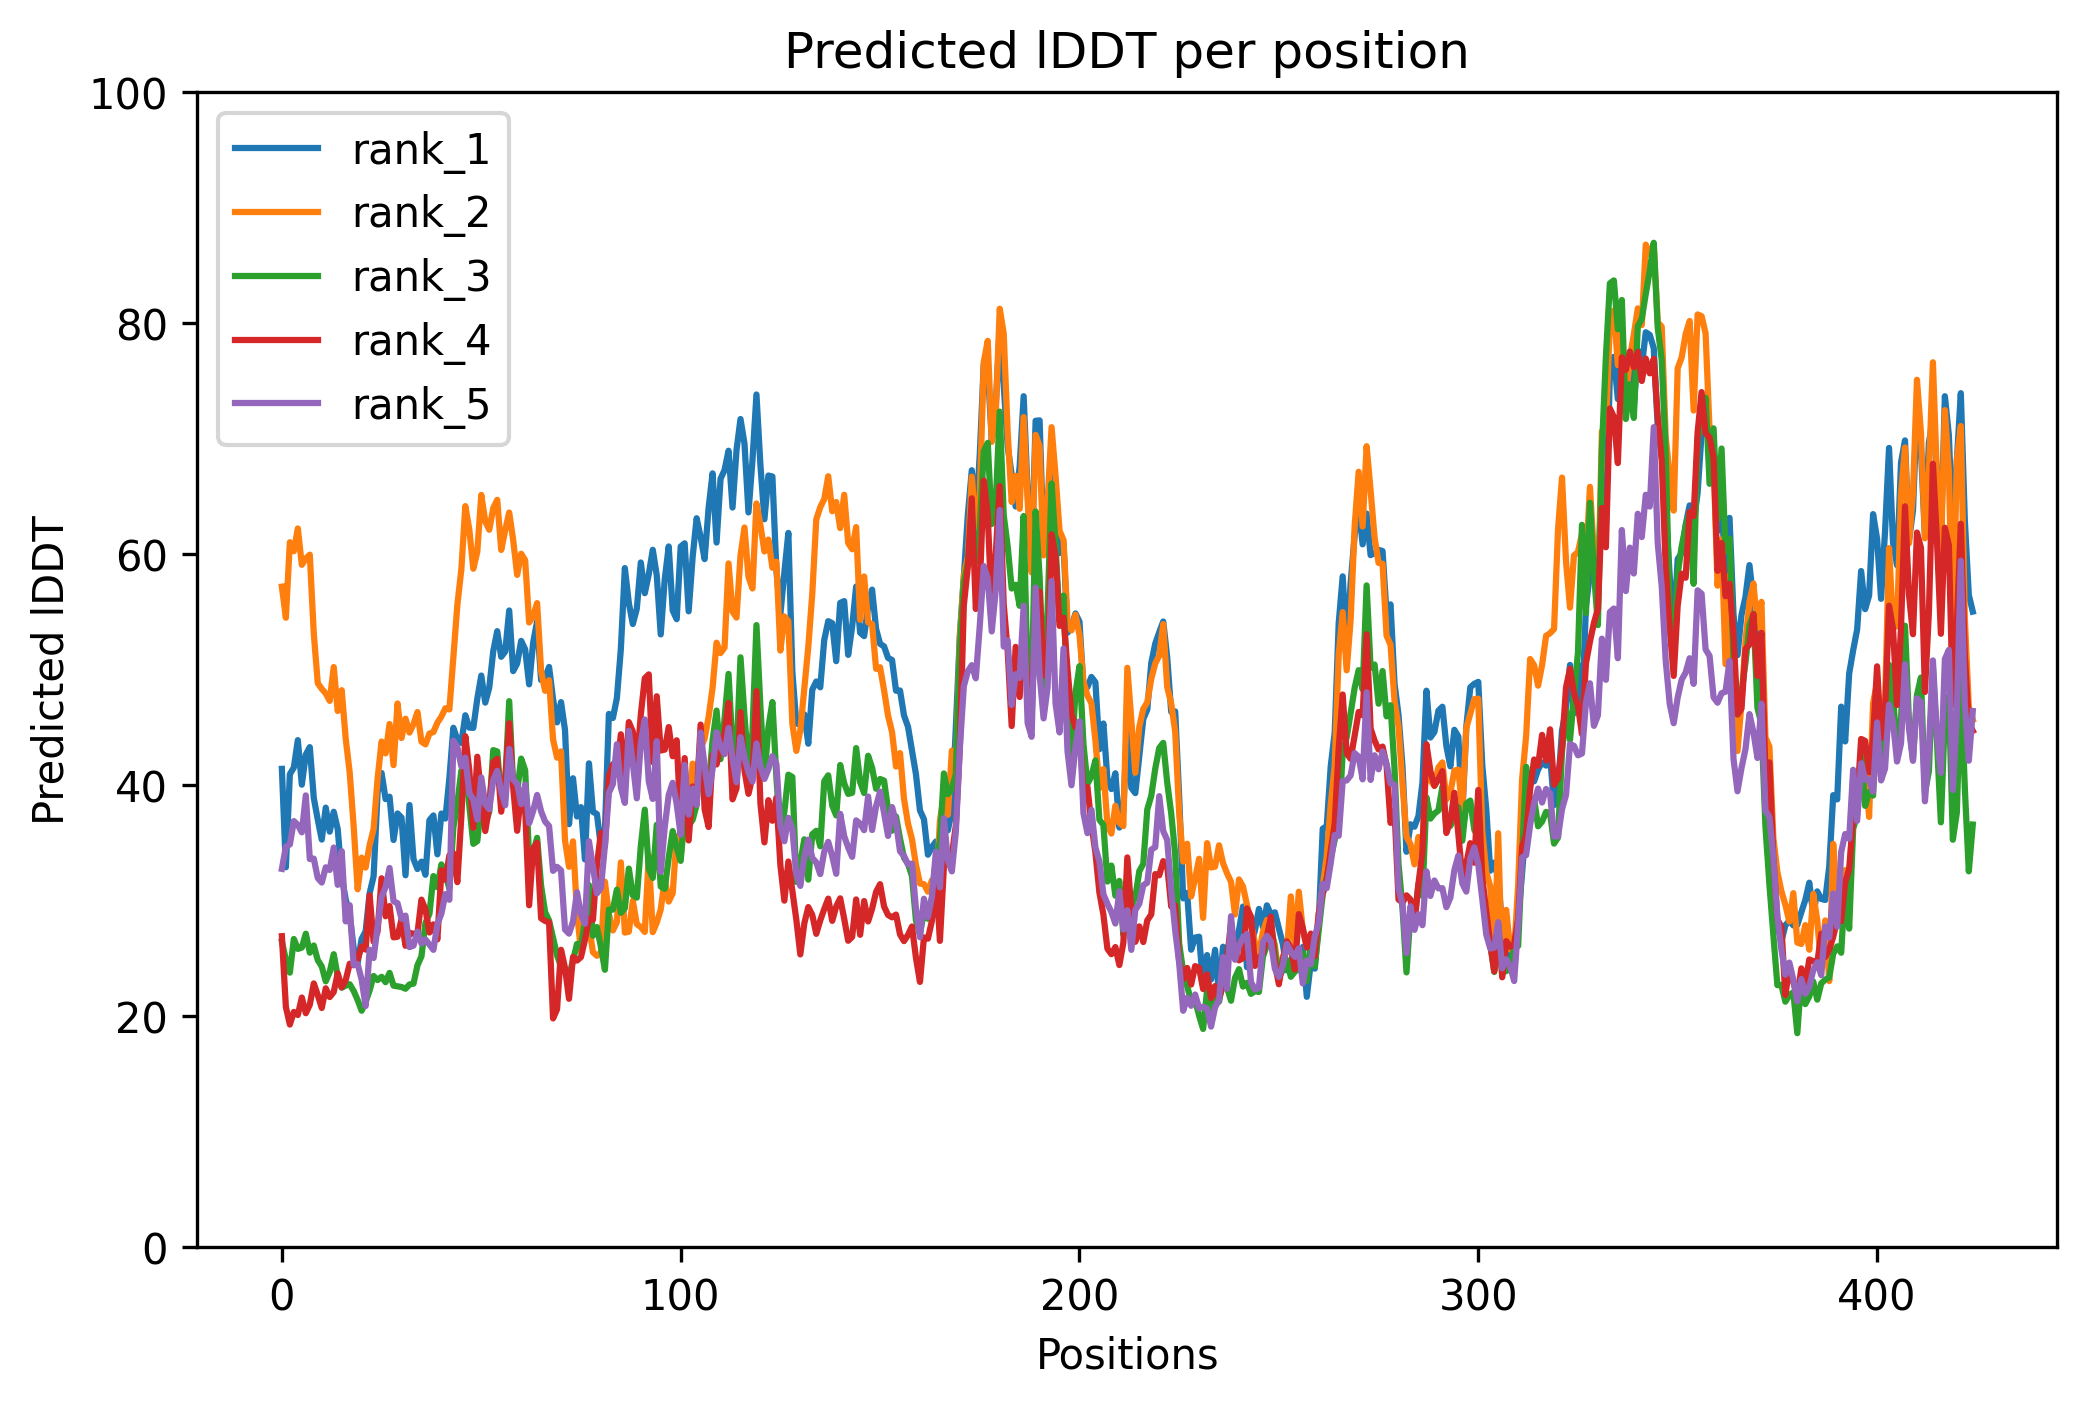 Predicted lDDT per position
100
80
60
40
20
0
Predicted lDDT
rank_1
rank_2
rank_3
rank_4
rank_5
0 100 200 300 400
Positions